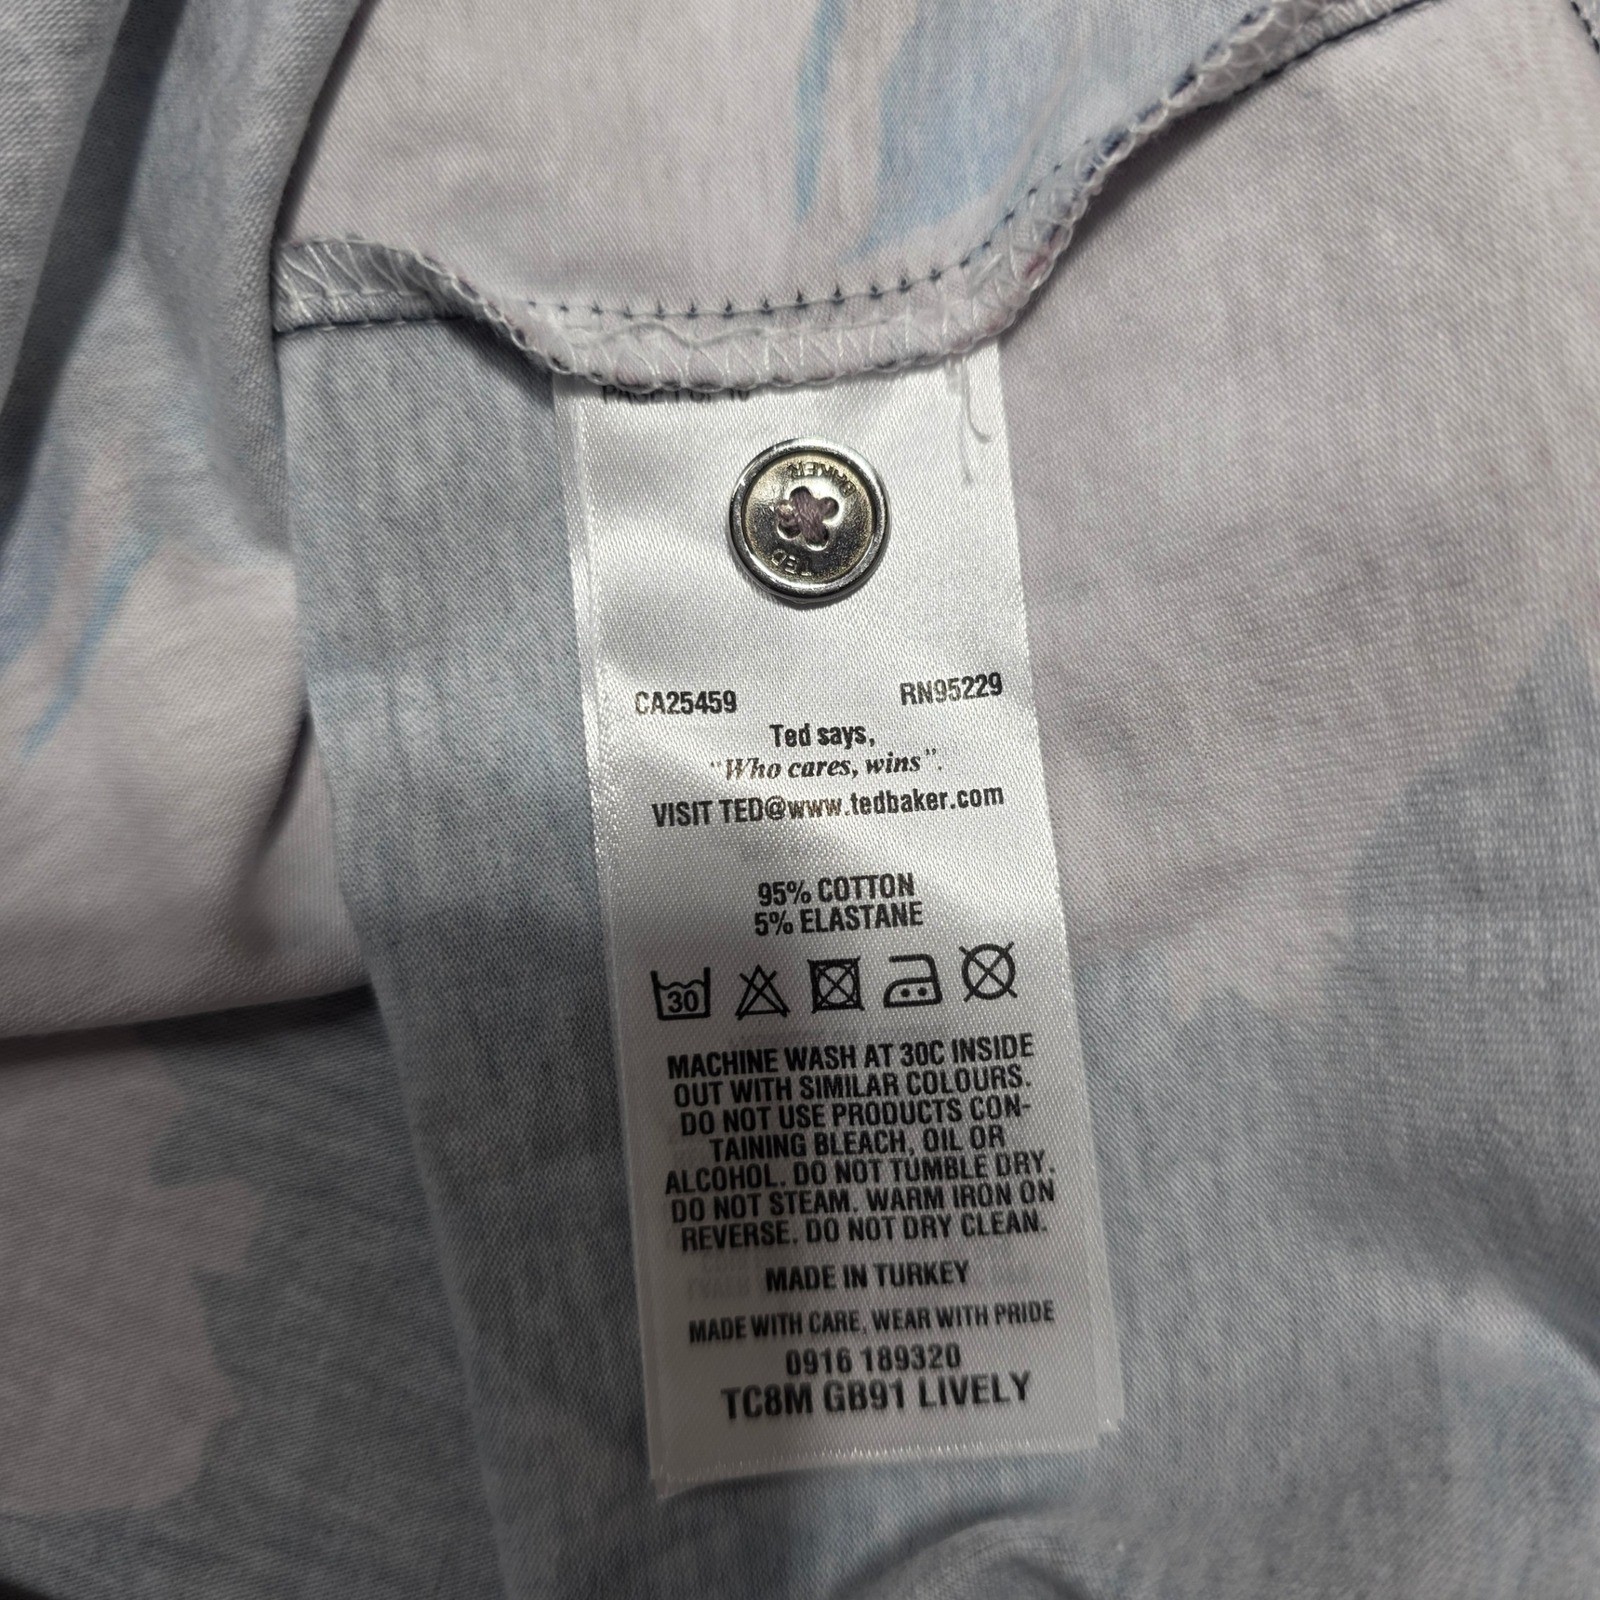 BAKER
TED
CA25459 RN95229
Ted says,
"Who cares, wins".
VISIT TED@www.tedbaker.com
95% COTTON
5% ELASTANE
30
MACHINE WASH AT 30C INSIDE
OUT WITH SIMILAR COLOURS.
DO NOT USE PRODUCTS CON-
TAINING BLEACH, OIL OR
ALCOHOL. DO NOT TUMBLE DRY.
DO NOT STEAM. WARM IRON ON
REVERSE. DO NOT DRY CLEAN.
MADE IN TURKEY
MADE WITH CARE, WEAR WITH PRIDE
0916 189320
TC8M GB91 LIVELY